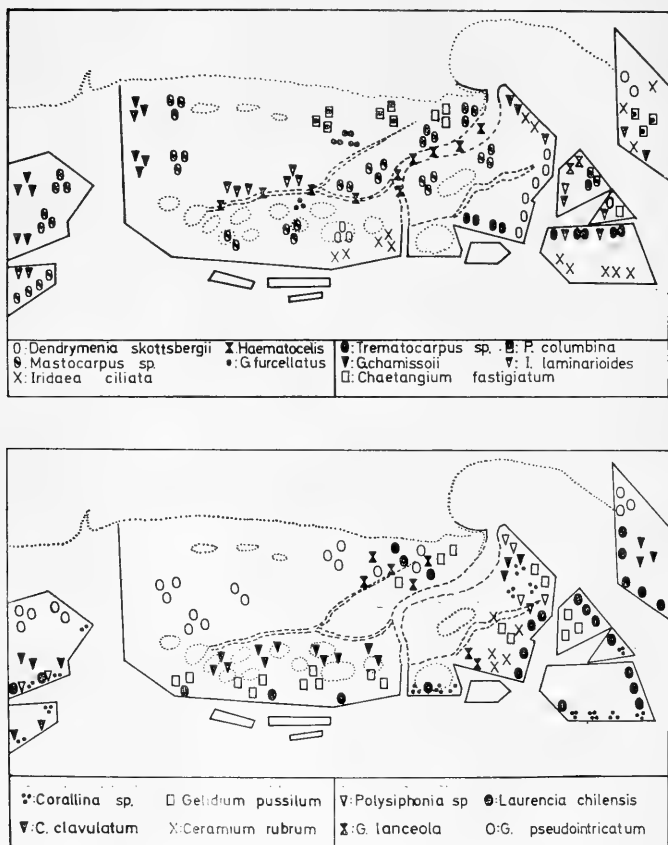 O:Dendrymenia skottsbergii
Mastocarpus sp.
X:Iridaea ciliata
Haematocelis
G.furcellatus
Trematocarpus sp.
G.chamissoii
Chaetangium fastigiatum
P. columbina
I. laminarioides
Corallina sp.
C. clavulatum
Gelidium pussilum
X:Ceramium rubrum
Polysiphonia sp
G. lanceola
Laurencia chilensis
O:G. pseudointricatum